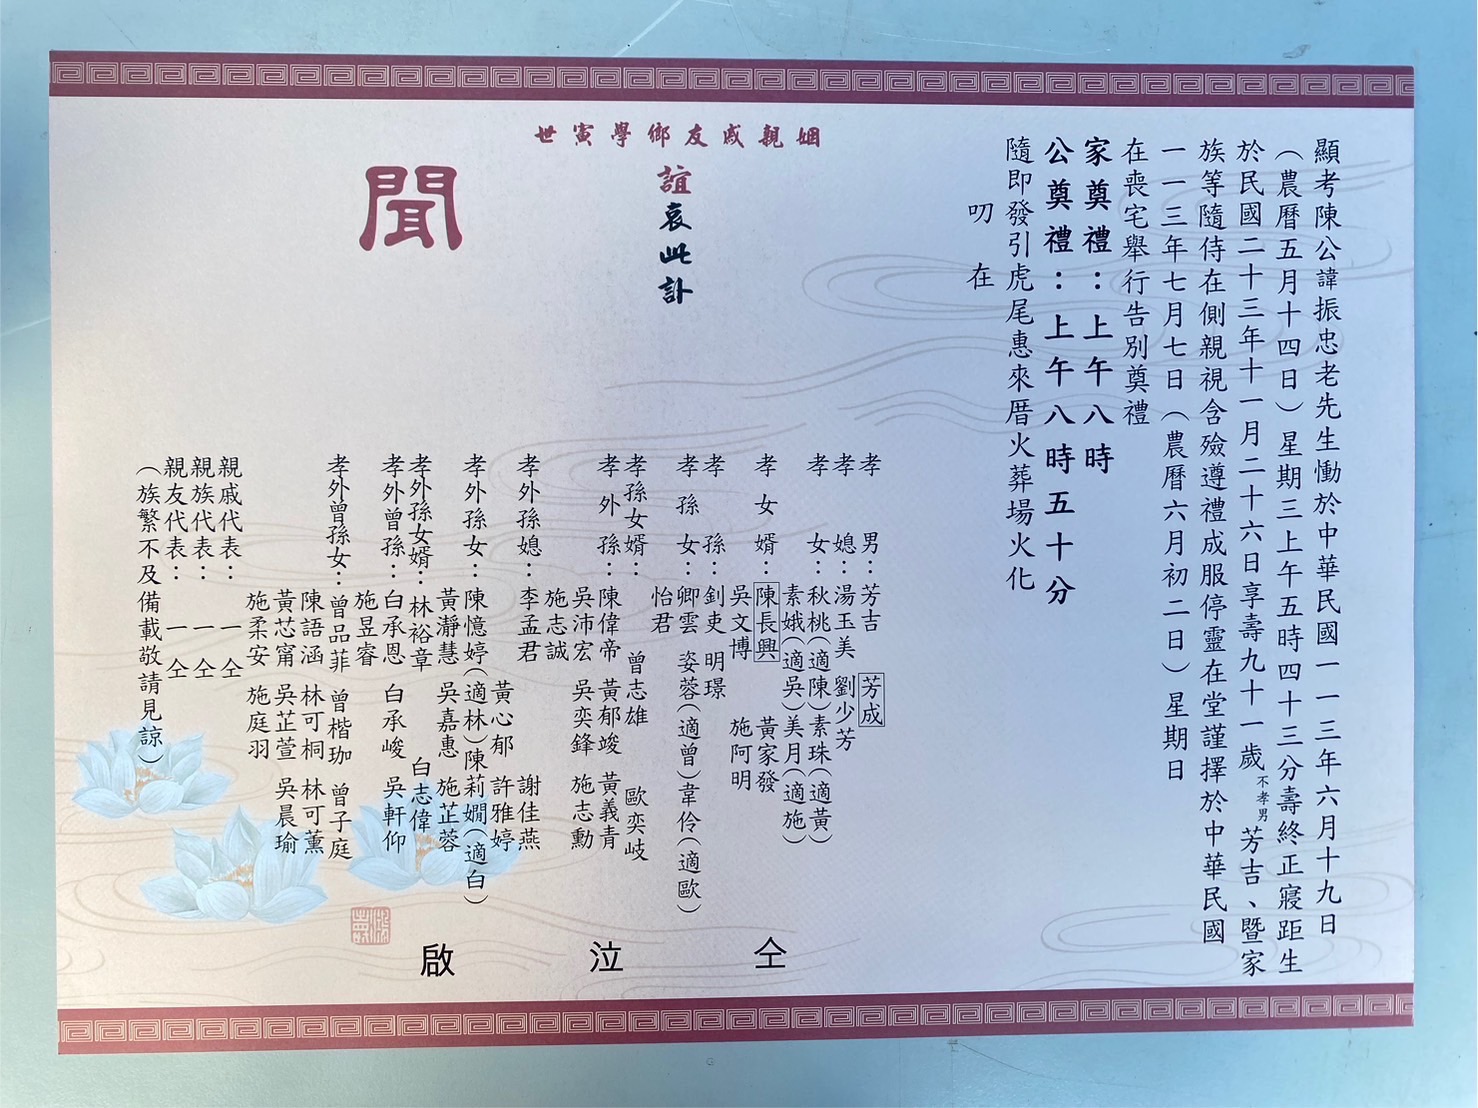 顯考陳公諱振忠老先生慟於中華民國一一三年六月十九日
（農曆五月十四日）星期三上午五時四十三分壽終正寢距生
於民國二十三年十一月二十六日享壽九十一歲不孝男芳吉、暨家
族等隨侍在側親視含殮遵禮成服停靈在堂謹擇於中華民國
一一三年七月七日（農曆六月初二日）星期日
在喪宅舉行告別奠禮
家奠禮：上午八時
公奠禮：上午八時五十分
隨即發引虎尾惠來厝火葬場火化
叨在
姻親戚友鄉學寅世
誼哀此訃
聞
孝男：芳吉 芳成
孝媳：湯玉美 劉少芳
孝女：秋桃（適陳）素珠（適黃）
素娥（適吳）美月（適施）
孝女婿：陳長興 黃家發
吳文博 施阿明
孝孫：釗吏 明璟
孝孫女：卿雲 姿蓉（適曾）韋伶（適歐）
怡君
孝孫女婿：曾志雄 歐奕岐
孝外孫：陳偉帝 黃郁竣 黃義青
吳沛宏 吳奕鋒 施志勳
施志誠
孝外孫媳：李孟君 謝佳燕
黃心郁 許雅婷
孝外孫女：陳憶婷（適林）陳莉嫺（適白）
黃瀞慧 吳嘉惠 施芷蓉
孝外孫女婿：林裕章 白志偉
孝外曾孫：白承恩 白承峻 吳軒仰
施昱睿
孝外曾孫女：曾品菲 曾楷珈 曾子庭
陳語涵 林可桐 林可薰
黃芯甯 吳芷萱 吳晨瑜
施柔安 施庭羽
親戚代表：一仝
親族代表：一仝
親友代表：一仝
（族繁不及備載敬請見諒）
仝泣啟